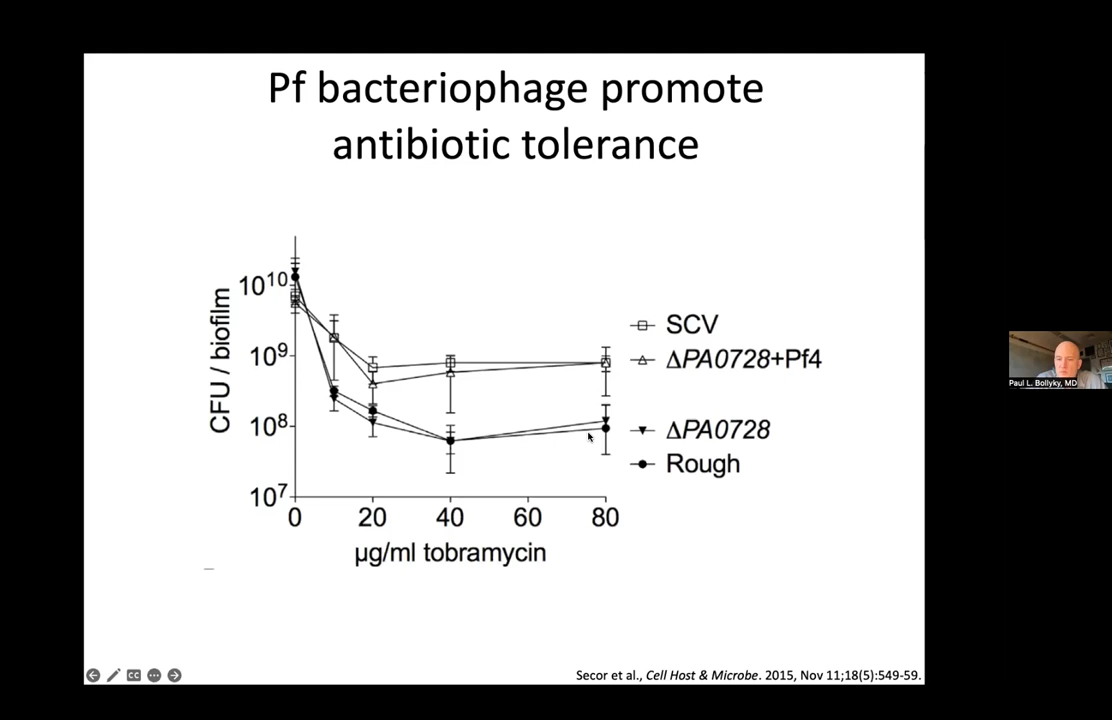 Pf bacteriophage promote
antibiotic tolerance
CFU / biofilm
10¹⁰
10⁹
10⁸
10⁷
0 20 40 60 80
µg/ml tobramycin
SCV
ΔPA0728+Pf4
ΔPA0728
Rough
Paul L. Bollyky, MD
CC
Secor et al., Cell Host & Microbe. 2015, Nov 11;18(5):549-59.